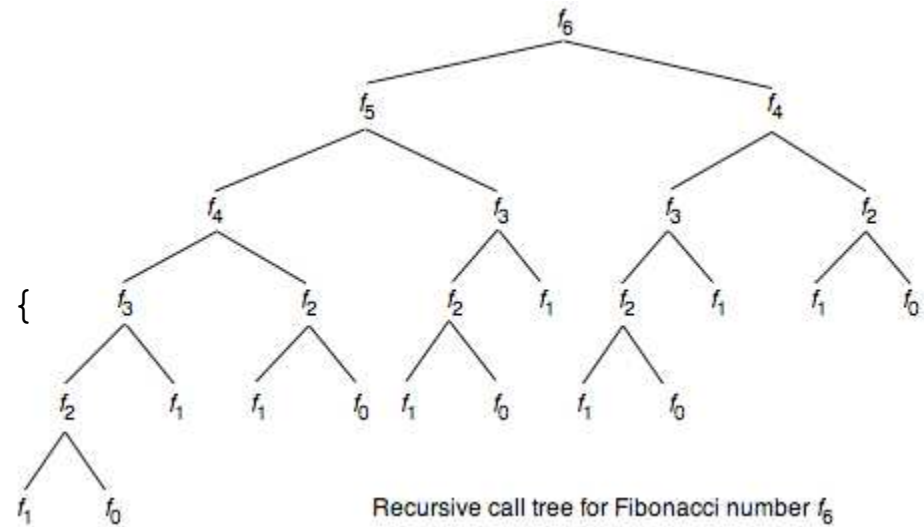 f₆
f₅ f₄
f₄ f₃ f₃ f₂
{ f₃ f₂ f₂ f₁ f₂ f₁ f₁ f₀
f₂ f₁ f₁ f₀ f₁ f₀ f₁ f₀
f₁ f₀ Recursive call tree for Fibonacci number f₆